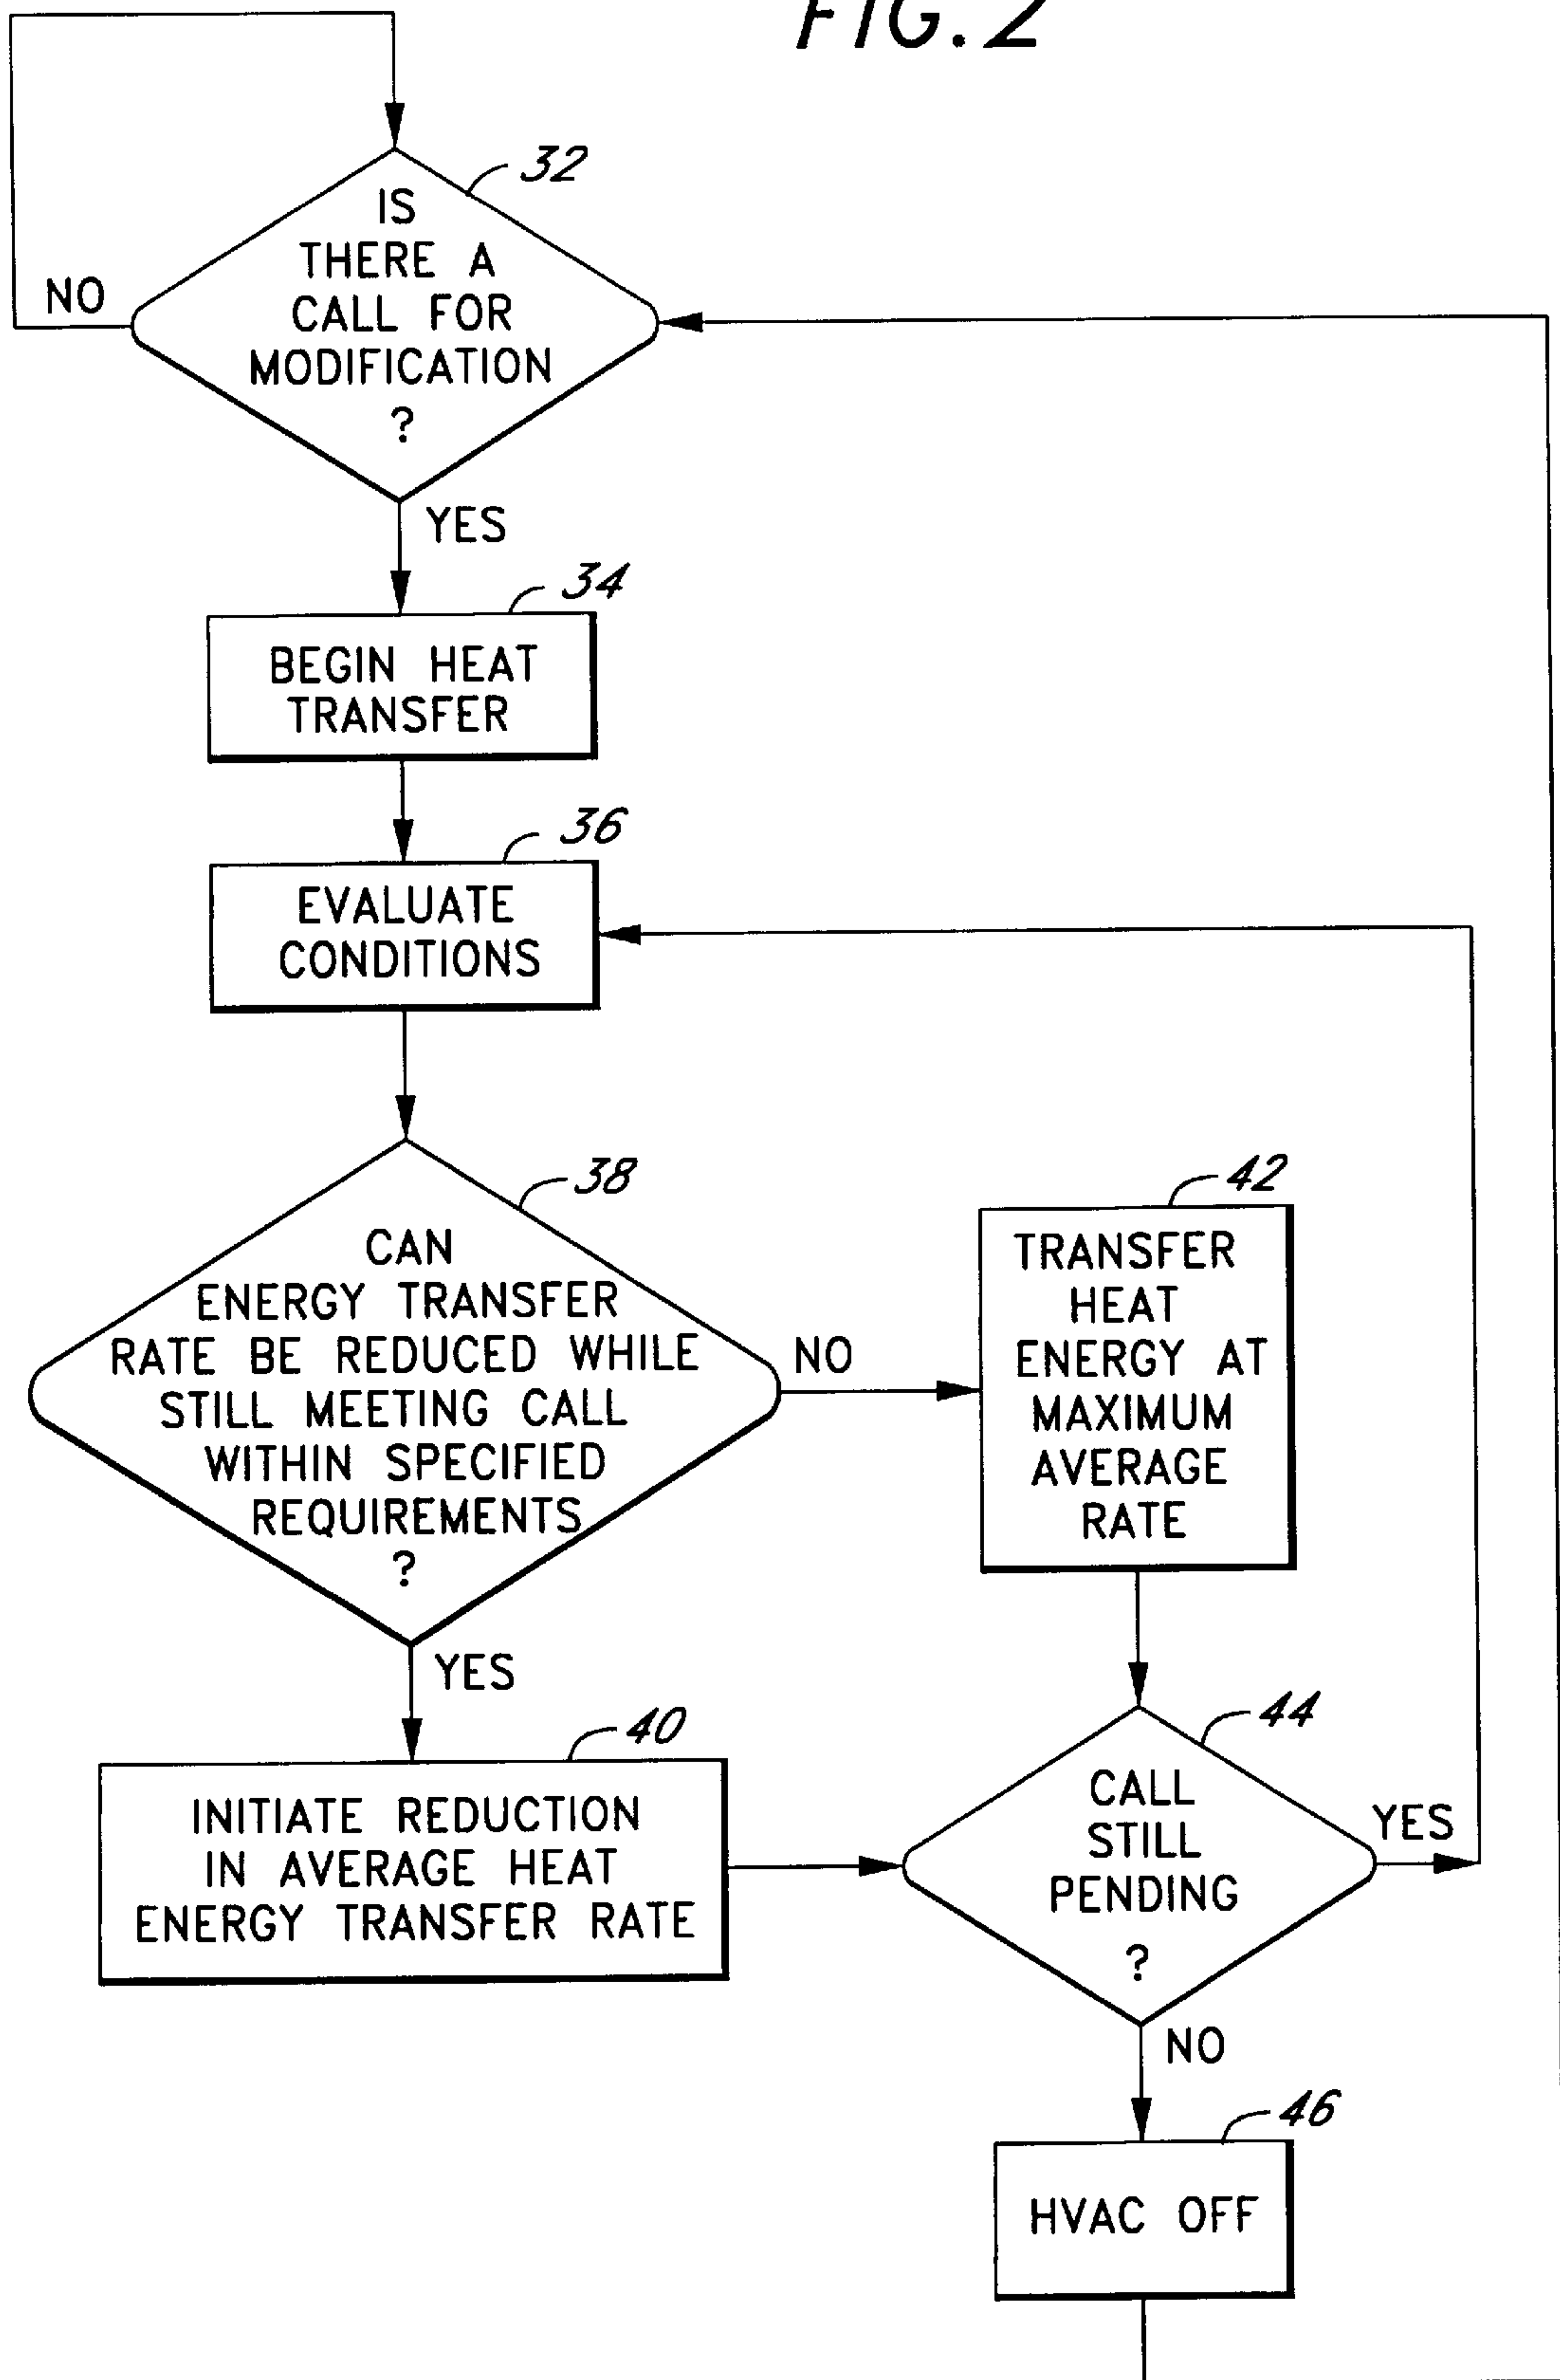 FIG. 2
32
IS
THERE A
CALL FOR
MODIFICATION
?
NO
YES
34
BEGIN HEAT
TRANSFER
36
EVALUATE
CONDITIONS
38
CAN
ENERGY TRANSFER
RATE BE REDUCED WHILE
STILL MEETING CALL
WITHIN SPECIFIED
REQUIREMENTS
?
NO
YES
42
TRANSFER
HEAT
ENERGY AT
MAXIMUM
AVERAGE
RATE
40
INITIATE REDUCTION
IN AVERAGE HEAT
ENERGY TRANSFER RATE
44
CALL
STILL
PENDING
?
YES
NO
46
HVAC OFF